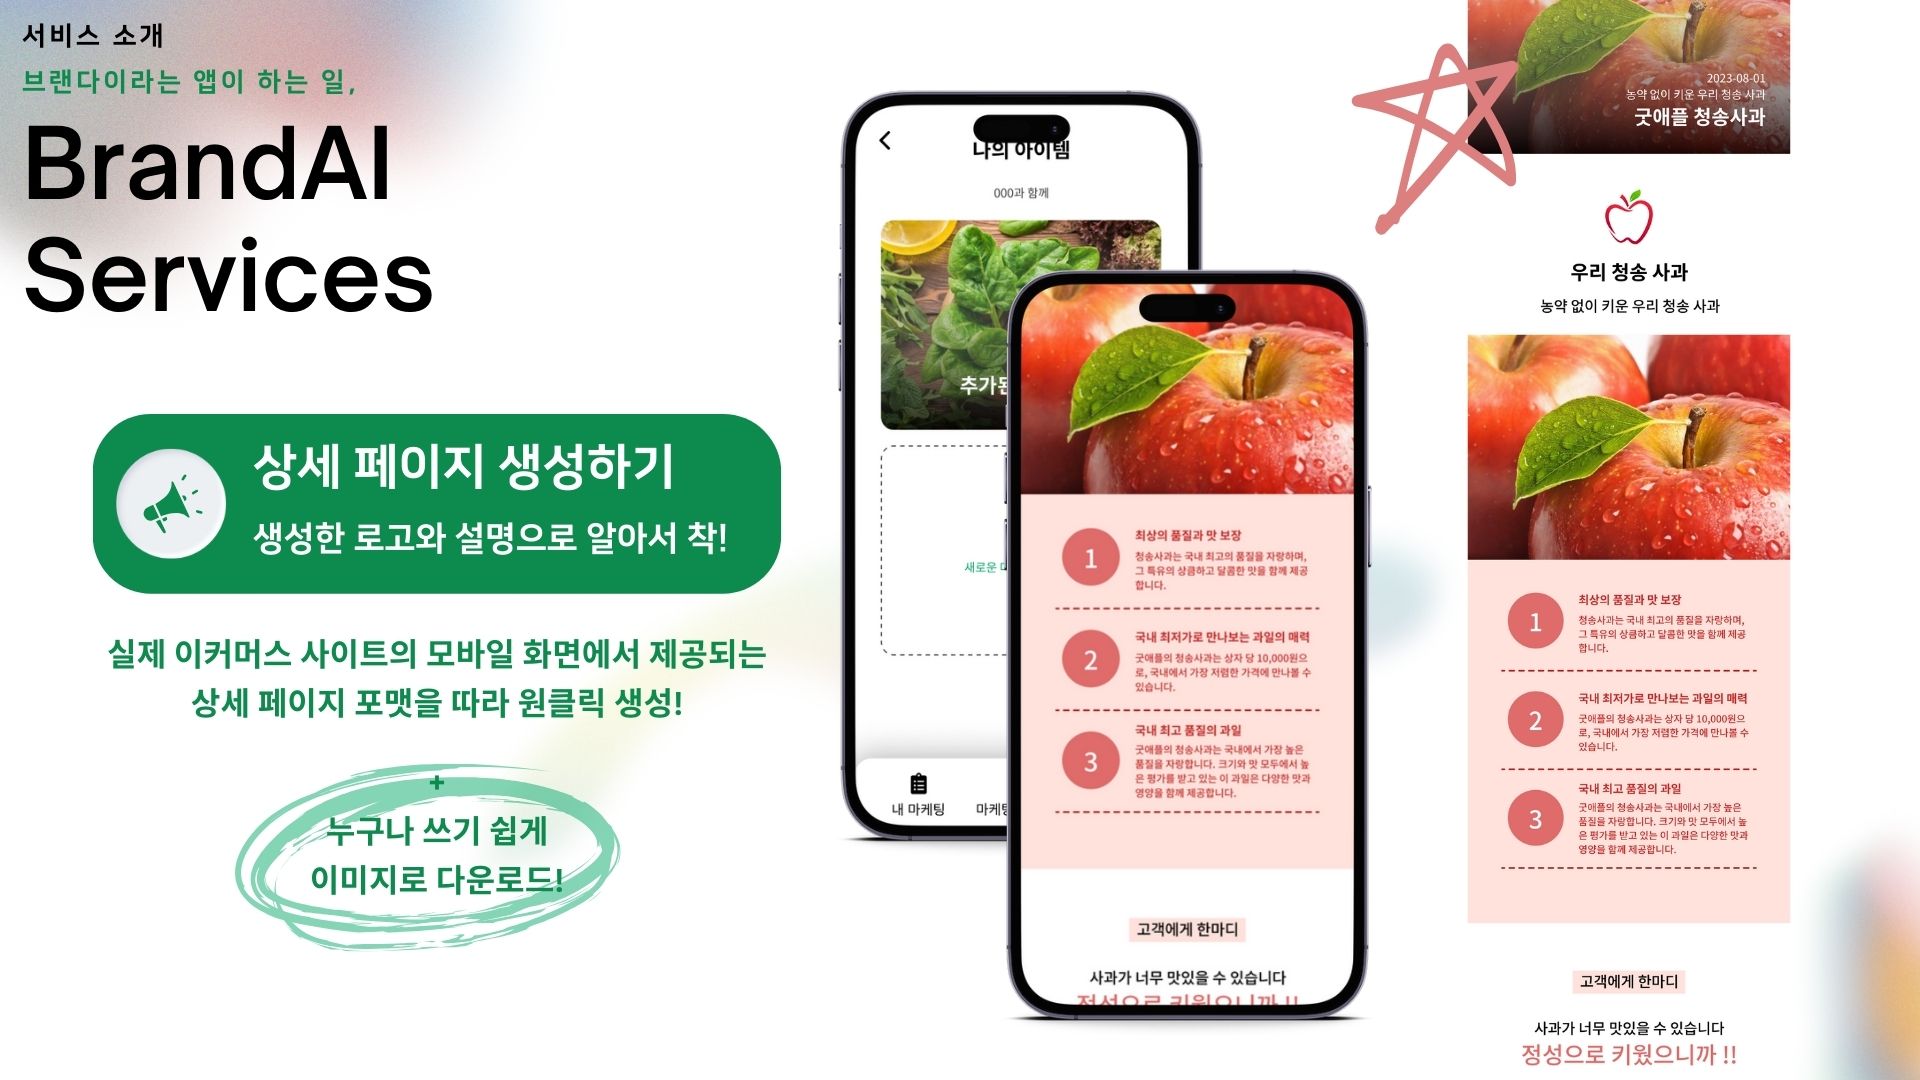 서비스 소개
브랜다이라는 앱이 하는 일,
BrandAI
Services
상세 페이지 생성하기
생성한 로고와 설명으로 알아서 착!
실제 이커머스 사이트의 모바일 화면에서 제공되는
상세 페이지 포맷을 따라 원클릭 생성!
+
누구나 쓰기 쉽게
이미지로 다운로드!
나의 아이템
000과 함께
추가된
새로운
내 마케팅
마케팅
1
최상의 품질과 맛 보장
청송사과는 국내 최고의 품질을 자랑하며,
그 특유의 상큼하고 달콤한 맛을 함께 제공
합니다.
2
국내 최저가로 만나보는 과일의 매력
굿애플의 청송사과는 상자 당 10,000원으
로, 국내에서 가장 저렴한 가격에 만나볼 수
있습니다.
3
국내 최고 품질의 과일
굿애플의 청송사과는 국내에서 가장 높은
품질을 자랑합니다. 크기와 맛 모두에서 높
은 평가를 받고 있는 이 과일은 다양한 맛과
영양을 함께 제공합니다.
고객에게 한마디
사과가 너무 맛있을 수 있습니다
정성으로 키웠으니까 !!
2023-08-01
농약 없이 키운 우리 청송 사과
굿애플 청송사과
우리 청송 사과
농약 없이 키운 우리 청송 사과
1
최상의 품질과 맛 보장
청송사과는 국내 최고의 품질을 자랑하며,
그 특유의 상큼하고 달콤한 맛을 함께 제공
합니다.
2
국내 최저가로 만나보는 과일의 매력
굿애플의 청송사과는 상자 당 10,000원으
로, 국내에서 가장 저렴한 가격에 만나볼 수
있습니다.
3
국내 최고 품질의 과일
굿애플의 청송사과는 국내에서 가장 높은
품질을 자랑합니다. 크기와 맛 모두에서 높
은 평가를 받고 있는 이 과일은 다양한 맛과
영양을 함께 제공합니다.
고객에게 한마디
사과가 너무 맛있을 수 있습니다
정성으로 키웠으니까 !!